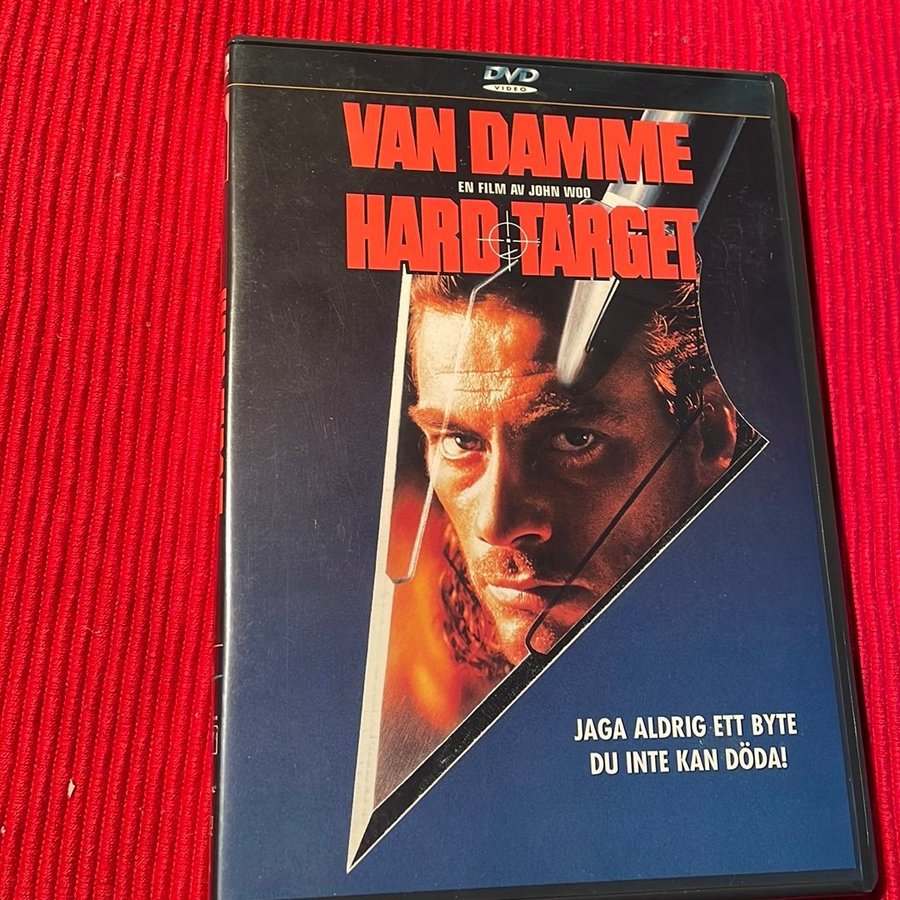 DVD
VIDEO
VAN DAMME
EN FILM AV JOHN WOO
HARD TARGET
JAGA ALDRIG ETT BYTE
DU INTE KAN DÖDA!